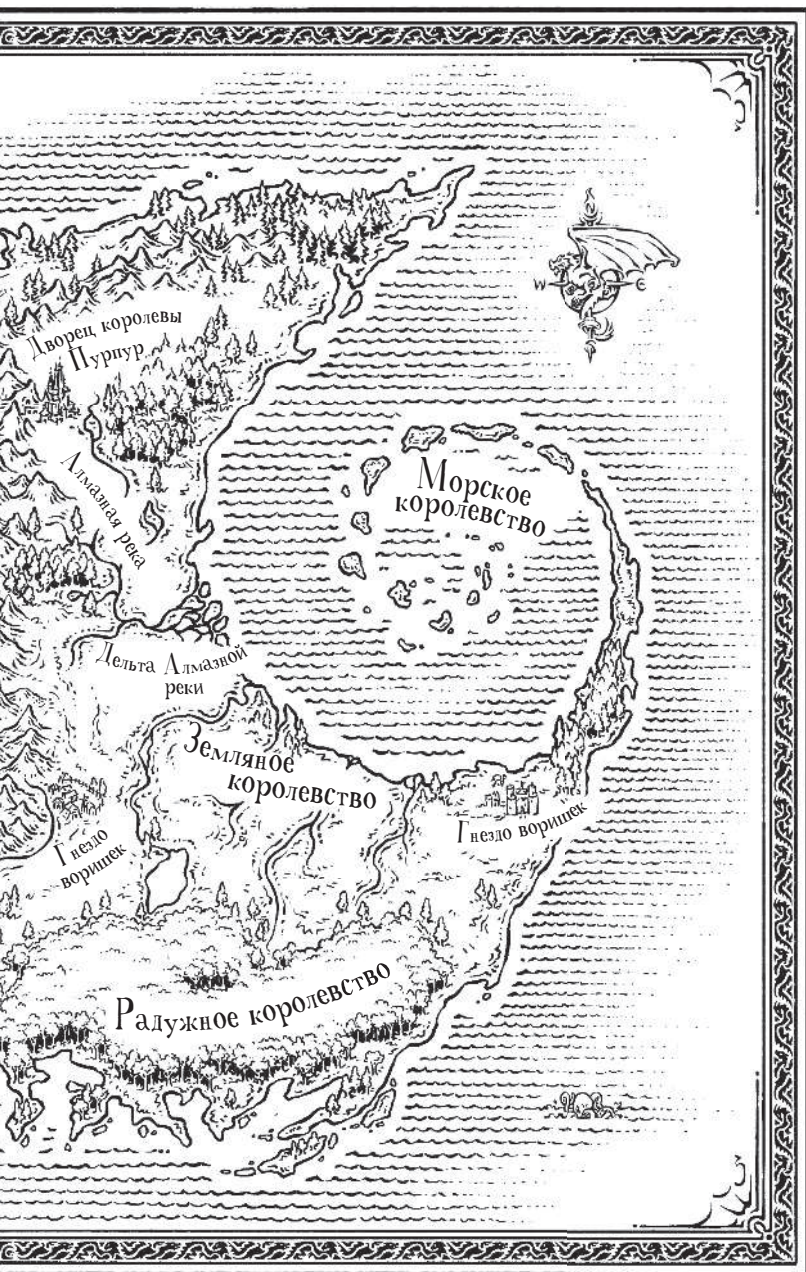 W E
Дворец королевы
Пурпур
Морское
королевство
Алмазная река
Дельта Алмазной
реки
Земляное
королевство
Гнездо воришек
Гнездо
воришек
Радужное королевство